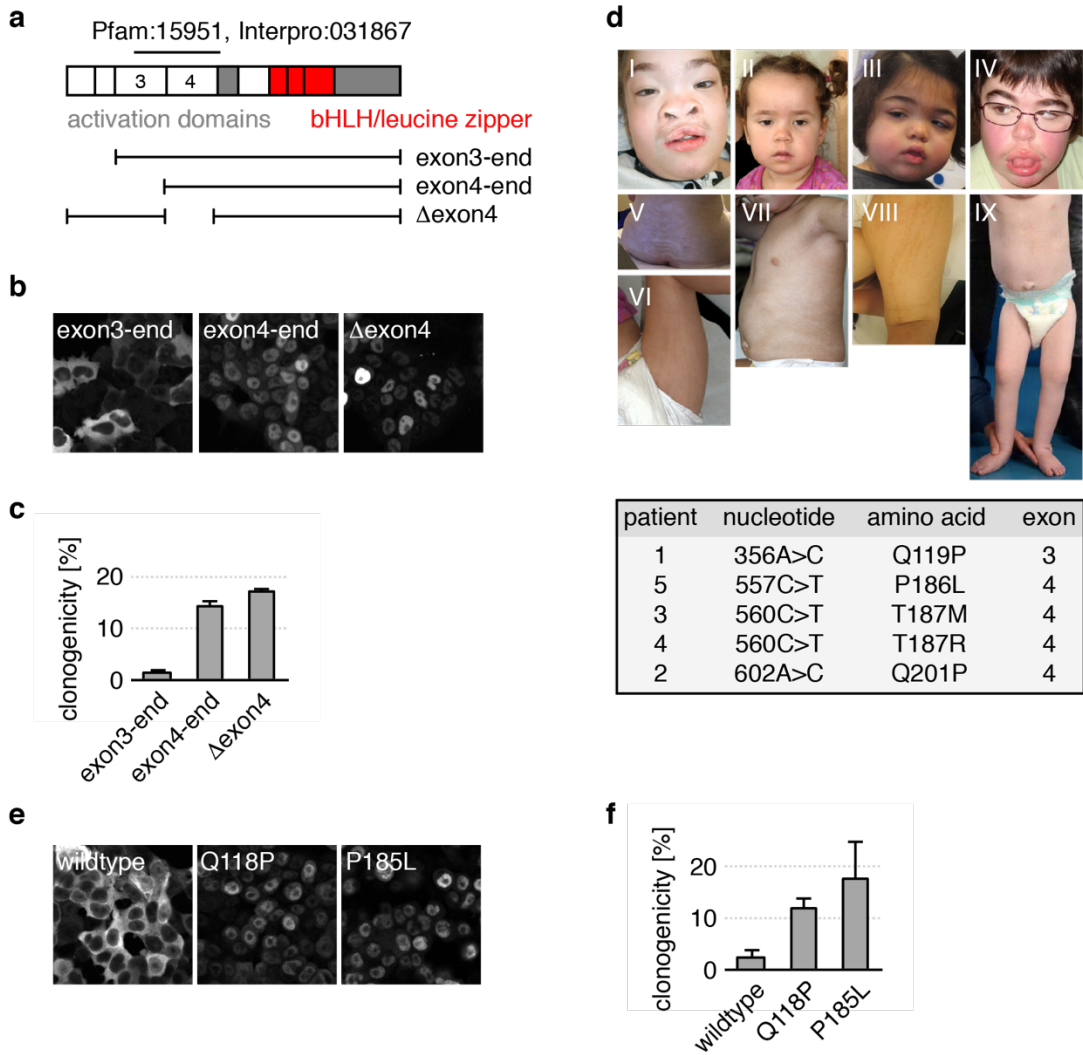 a
Pfam:15951, Interpro:031867
3 4
activation domains bHLH/leucine zipper
exon3-end
exon4-end
Δexon4
b
exon3-end exon4-end Δexon4
c
clonogenicity [%]
20
10
0
exon3-end
exon4-end
Δexon4
d
I II III IV
V VII VIII IX
VI
patient nucleotide amino acid exon
1 356A>C Q119P 3
5 557C>T P186L 4
3 560C>T T187M 4
4 560C>T T187R 4
2 602A>C Q201P 4
e
wildtype Q118P P185L
f
clonogenicity [%]
20
10
0
wildtype
Q118P
P185L